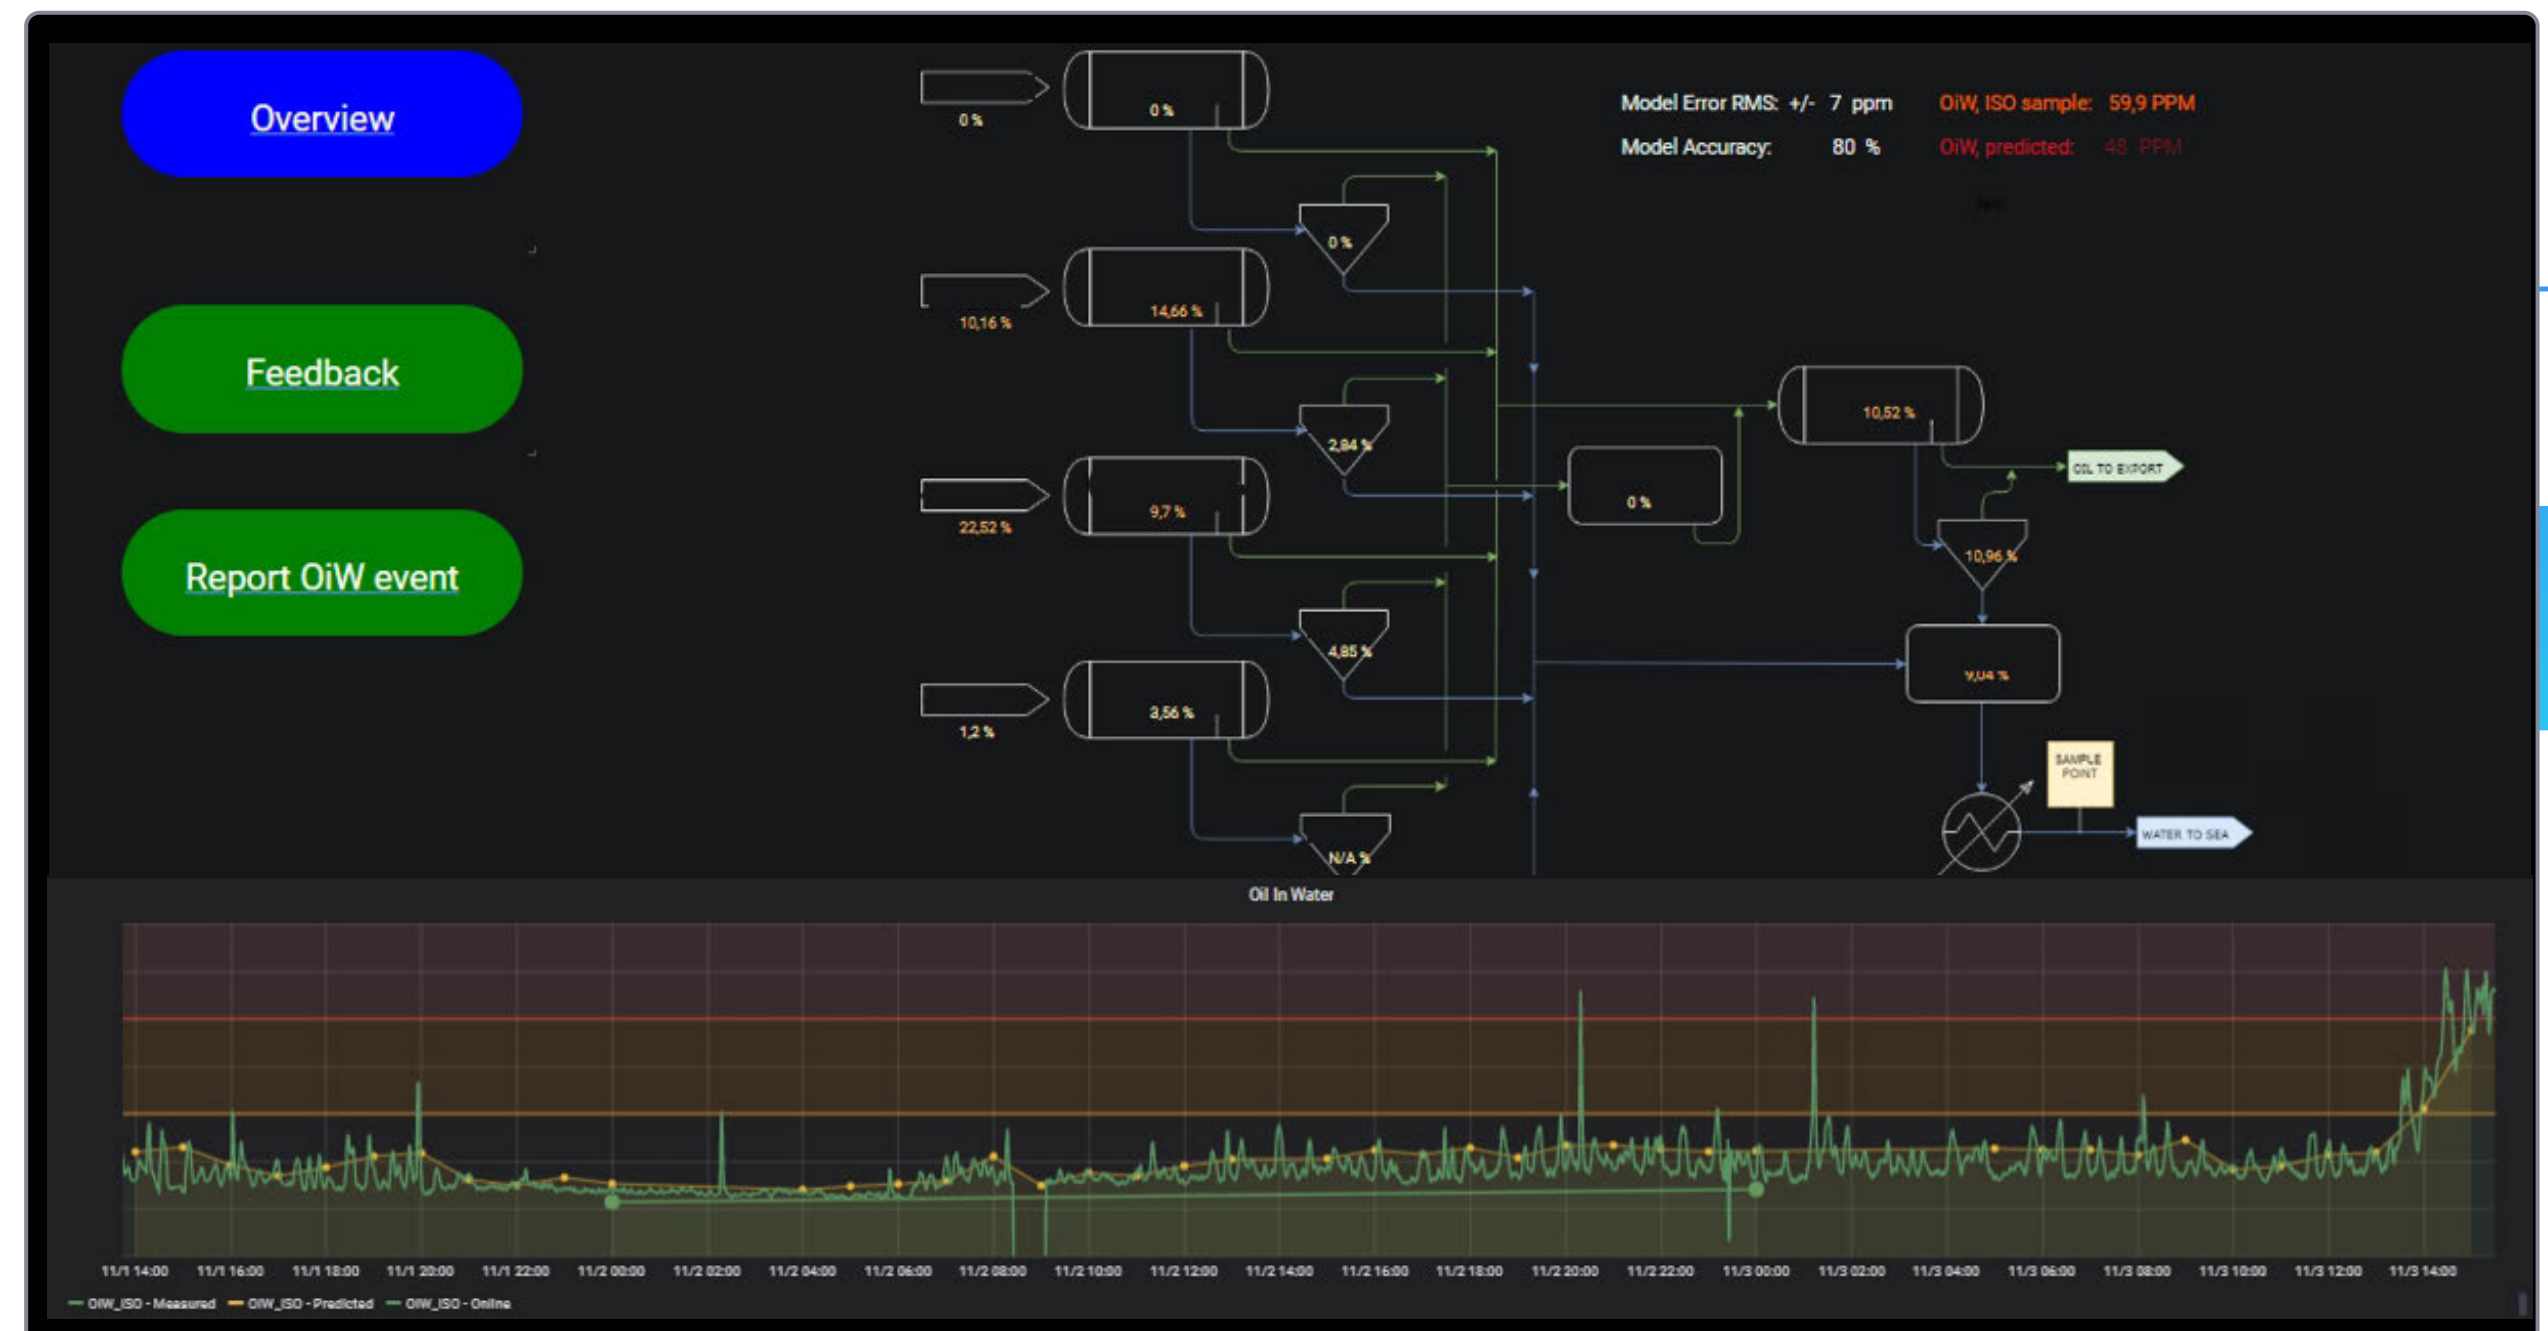 Overview
Feedback
Report OiW event
0 %
0 %
0 %
10,16 %
14,66 %
2,84 %
22,52 %
9,7 %
4,85 %
1,2 %
3,56 %
N/A %
Model Error RMS: +/- 7 ppm
Model Accuracy: 80 %
OiW, ISO sample: 59,9 PPM
OiW, predicted: 48 PPM
10,52 %
0 %
OIL TO EXPORT
10,96 %
9,04 %
SAMPLE
POINT
WATER TO SEA
Oil In Water
11/1 14:00 11/1 16:00 11/1 18:00 11/1 20:00 11/1 22:00 11/2 00:00 11/2 02:00 11/2 04:00 11/2 06:00 11/2 08:00 11/2 10:00 11/2 12:00 11/2 14:00 11/2 16:00 11/2 18:00 11/2 20:00 11/2 22:00 11/3 00:00 11/3 02:00 11/3 04:00 11/3 06:00 11/3 08:00 11/3 10:00 11/3 12:00 11/3 14:00
OIW_ISO - Measured OIW_ISO - Predicted OIW_ISO - Online